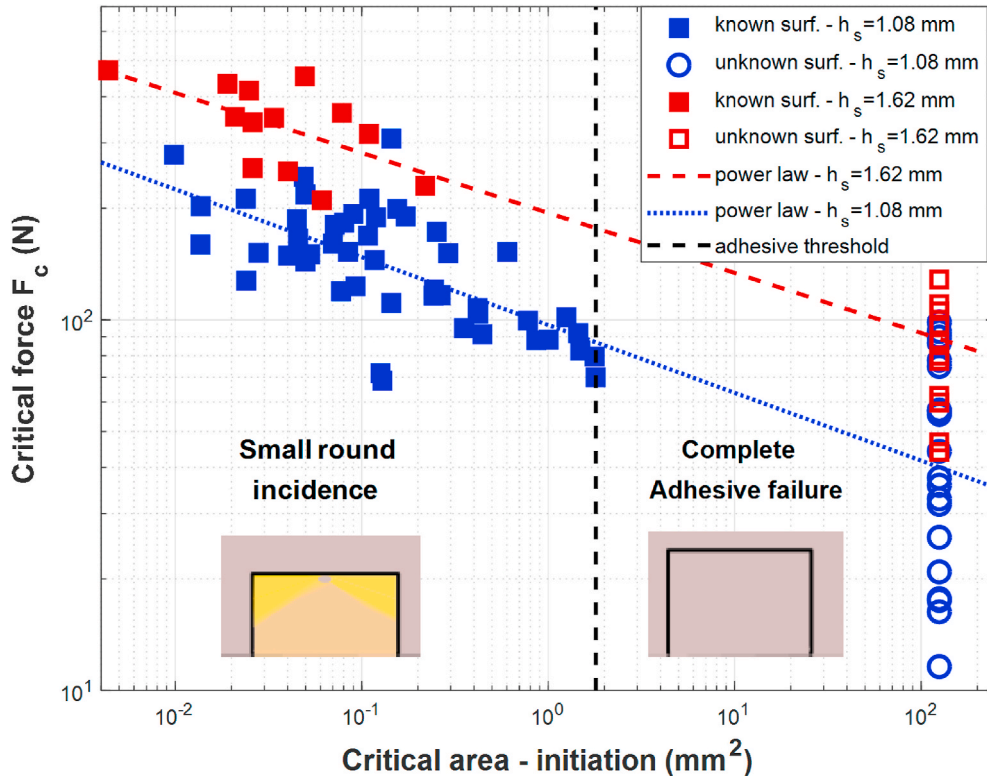 known surf. - h_s=1.08 mm
unknown surf. - h_s=1.08 mm
known surf. - h_s=1.62 mm
unknown surf. - h_s=1.62 mm
power law - h_s=1.62 mm
power law - h_s=1.08 mm
adhesive threshold
Critical force F_c (N)
10^2
10^1
Small round
incidence
Complete
Adhesive failure
10^-2
10^-1
10^0
10^1
10^2
Critical area - initiation (mm^2)